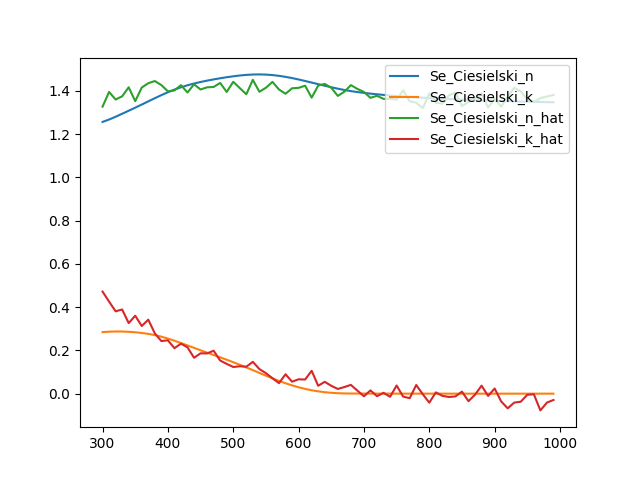 Se_Ciesielski_n
Se_Ciesielski_k
Se_Ciesielski_n_hat
Se_Ciesielski_k_hat
1.4
1.2
1.0
0.8
0.6
0.4
0.2
0.0
300 400 500 600 700 800 900 1000